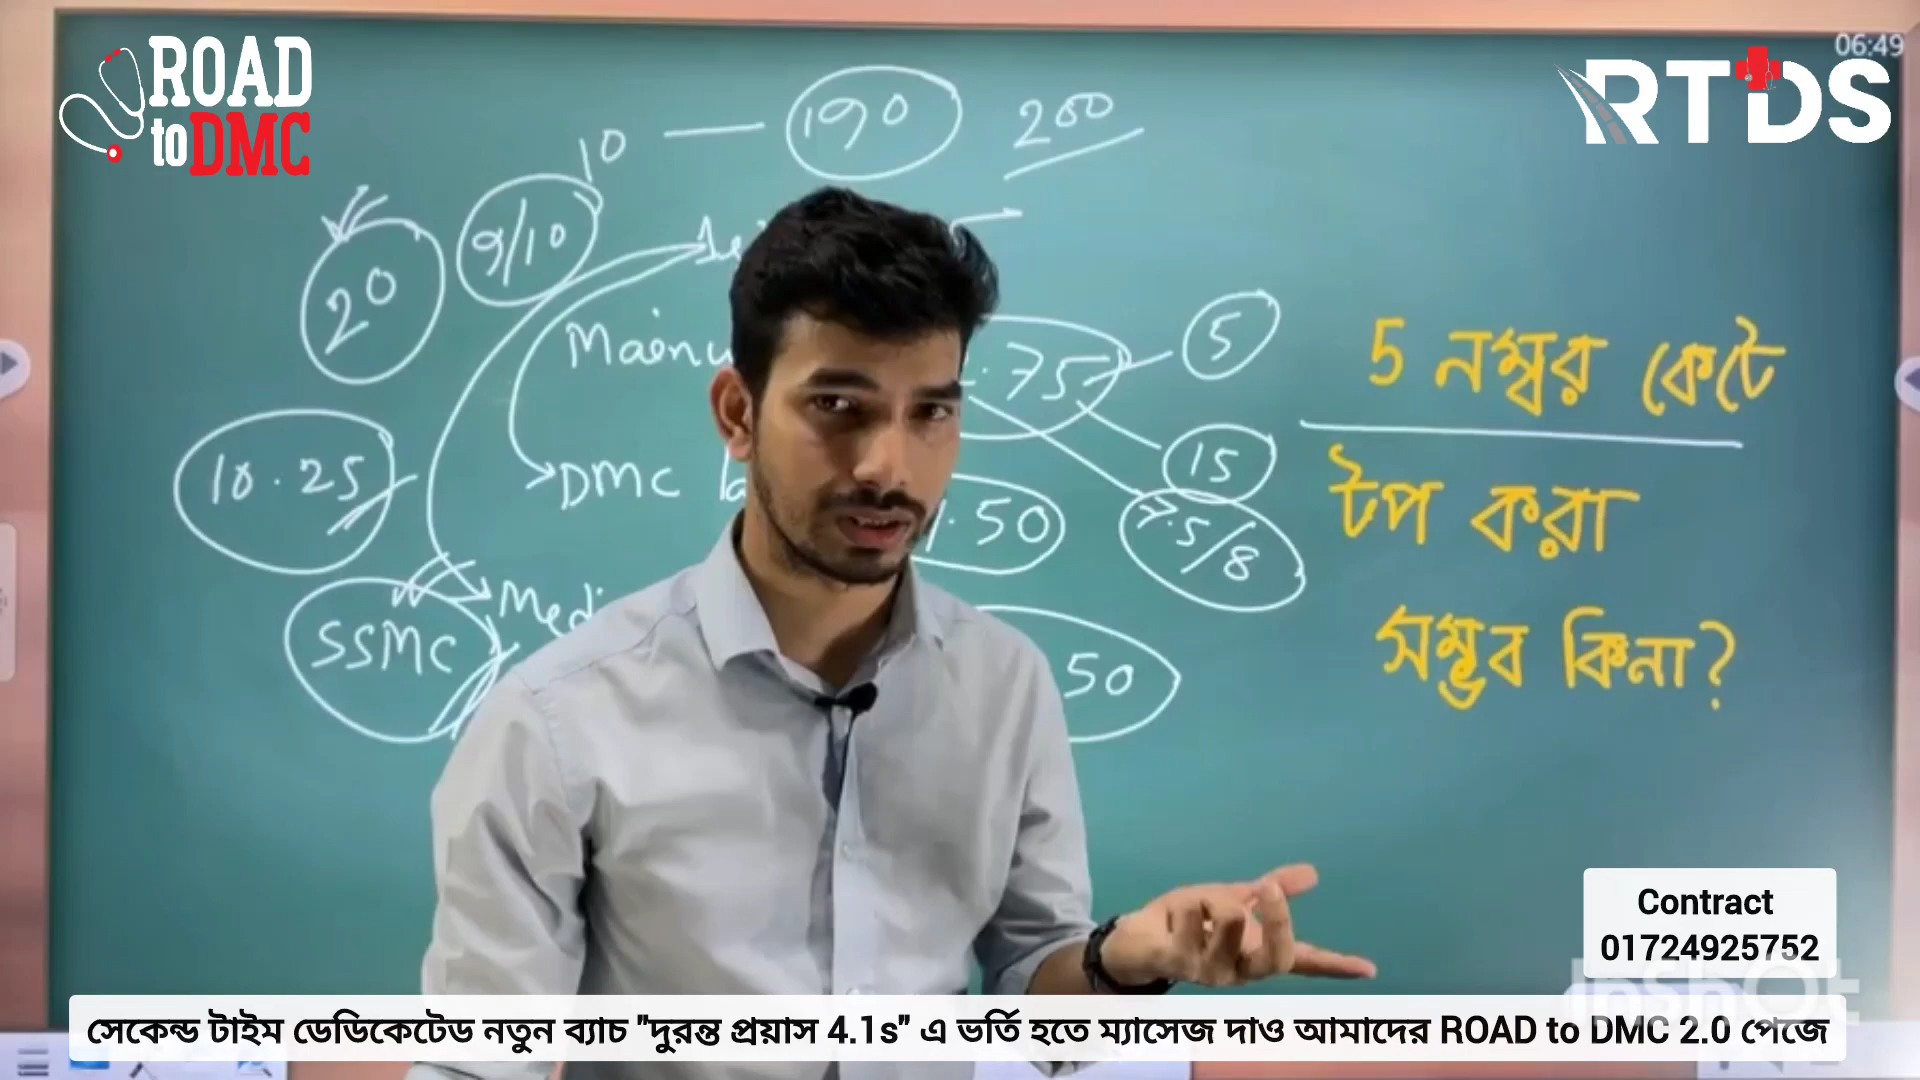 06:49
ROAD
to DMC
RTDS
10 — 190 200
20
9/10
5
.75
15
10.25
DMC
.50
7.5/8
SSMC
50
5 নম্বর কেটে
টপ করা
সম্ভব কিনা?
Contract
01724925752
সেকেন্ড টাইম ডেডিকেটেড নতুন ব্যাচ "দুরন্ত প্রয়াস 4.1s" এ ভর্তি হতে ম্যাসেজ দাও আমাদের ROAD to DMC 2.0 পেজে